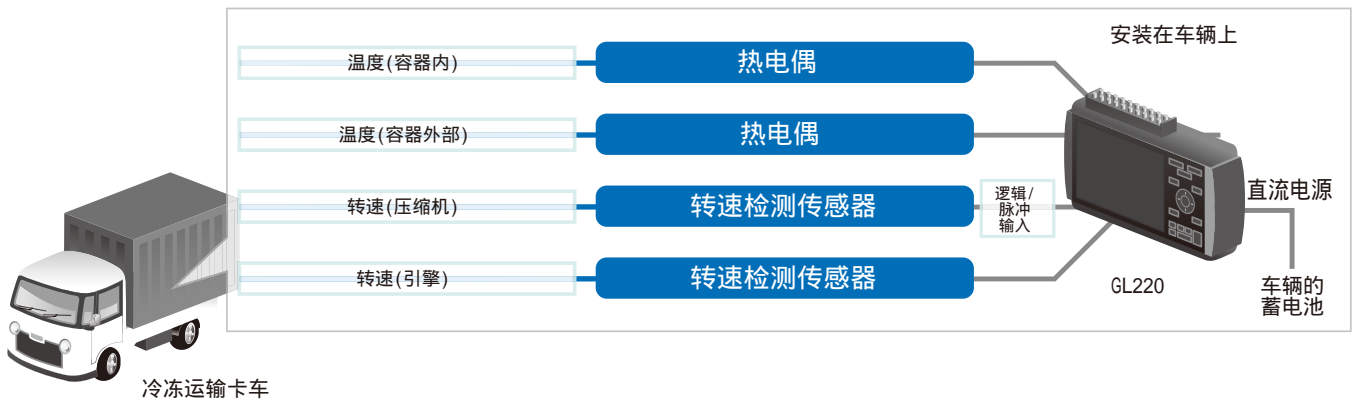 安装在车辆上
温度(容器内)
热电偶
温度(容器外部)
热电偶
转速(压缩机)
转速检测传感器
逻辑/
脉冲
输入
直流电源
转速(引擎)
转速检测传感器
GL220
车辆的
蓄电池
冷冻运输卡车